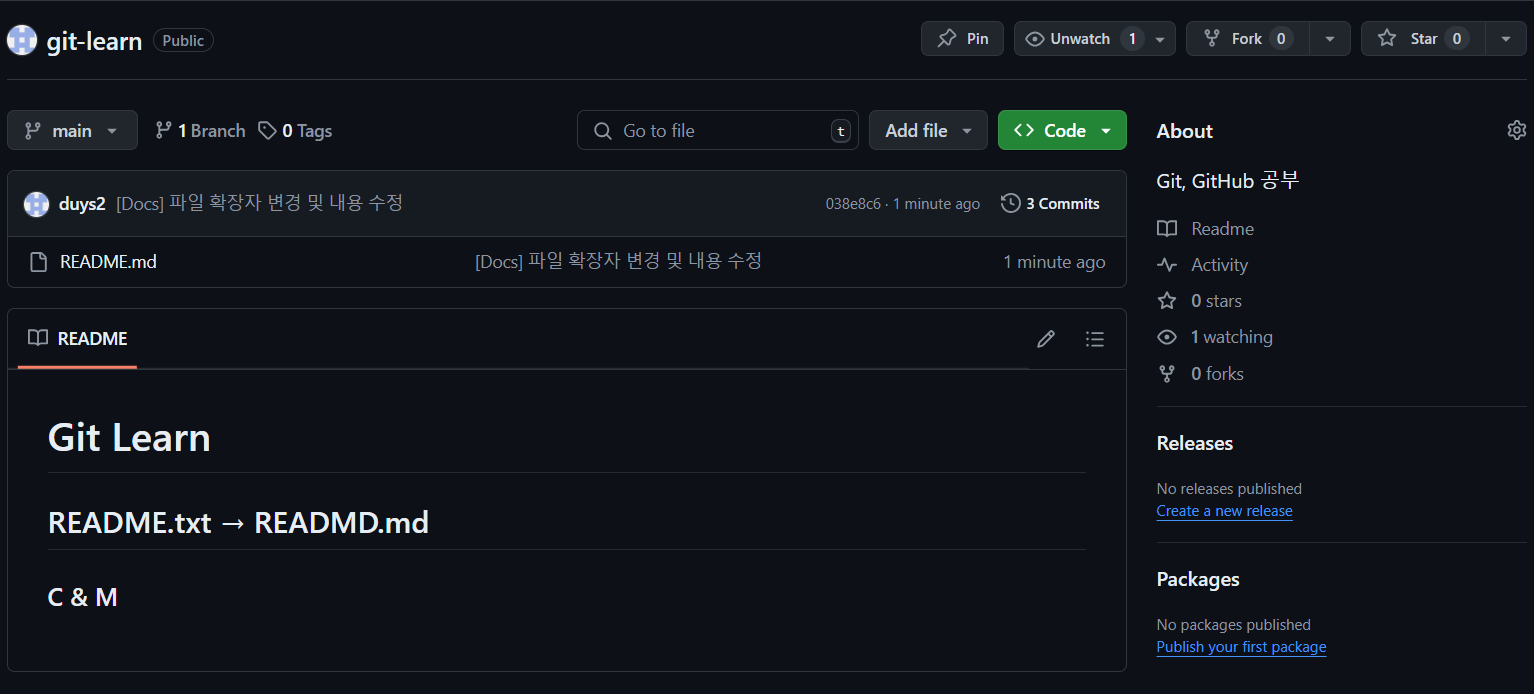 git-learn Public Pin Unwatch 1 Fork 0 Star 0
main 1 Branch 0 Tags Go to file t Add file Code
duys2 [Docs] 파일 확장자 변경 및 내용 수정 038e8c6 · 1 minute ago 3 Commits
README.md [Docs] 파일 확장자 변경 및 내용 수정 1 minute ago
README
Git Learn
README.txt → READMD.md
C & M
About
Git, GitHub 공부
Readme
Activity
0 stars
1 watching
0 forks
Releases
No releases published
Create a new release
Packages
No packages published
Publish your first package